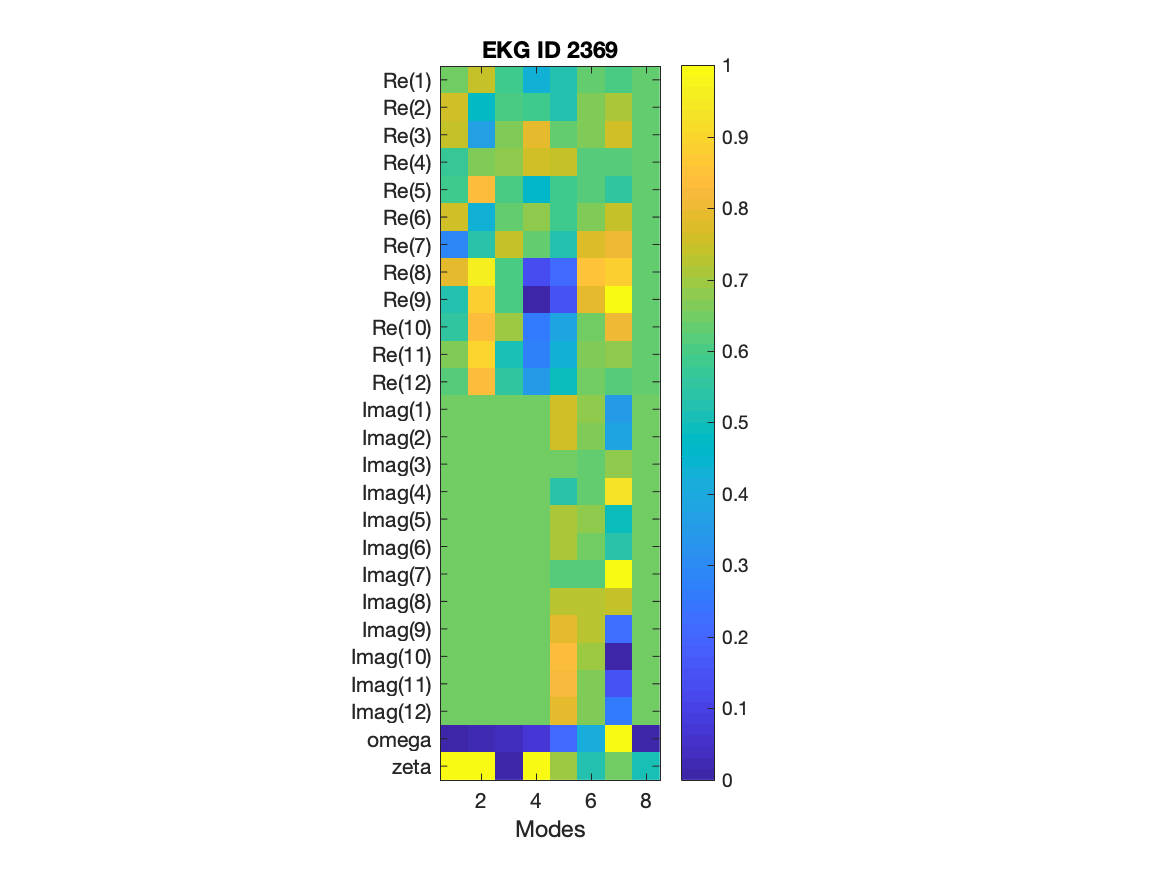 EKG ID 2369
Re(1)
Re(2)
Re(3)
Re(4)
Re(5)
Re(6)
Re(7)
Re(8)
Re(9)
Re(10)
Re(11)
Re(12)
Imag(1)
Imag(2)
Imag(3)
Imag(4)
Imag(5)
Imag(6)
Imag(7)
Imag(8)
Imag(9)
Imag(10)
Imag(11)
Imag(12)
omega
zeta
2 4 6 8
Modes
1
0.9
0.8
0.7
0.6
0.5
0.4
0.3
0.2
0.1
0